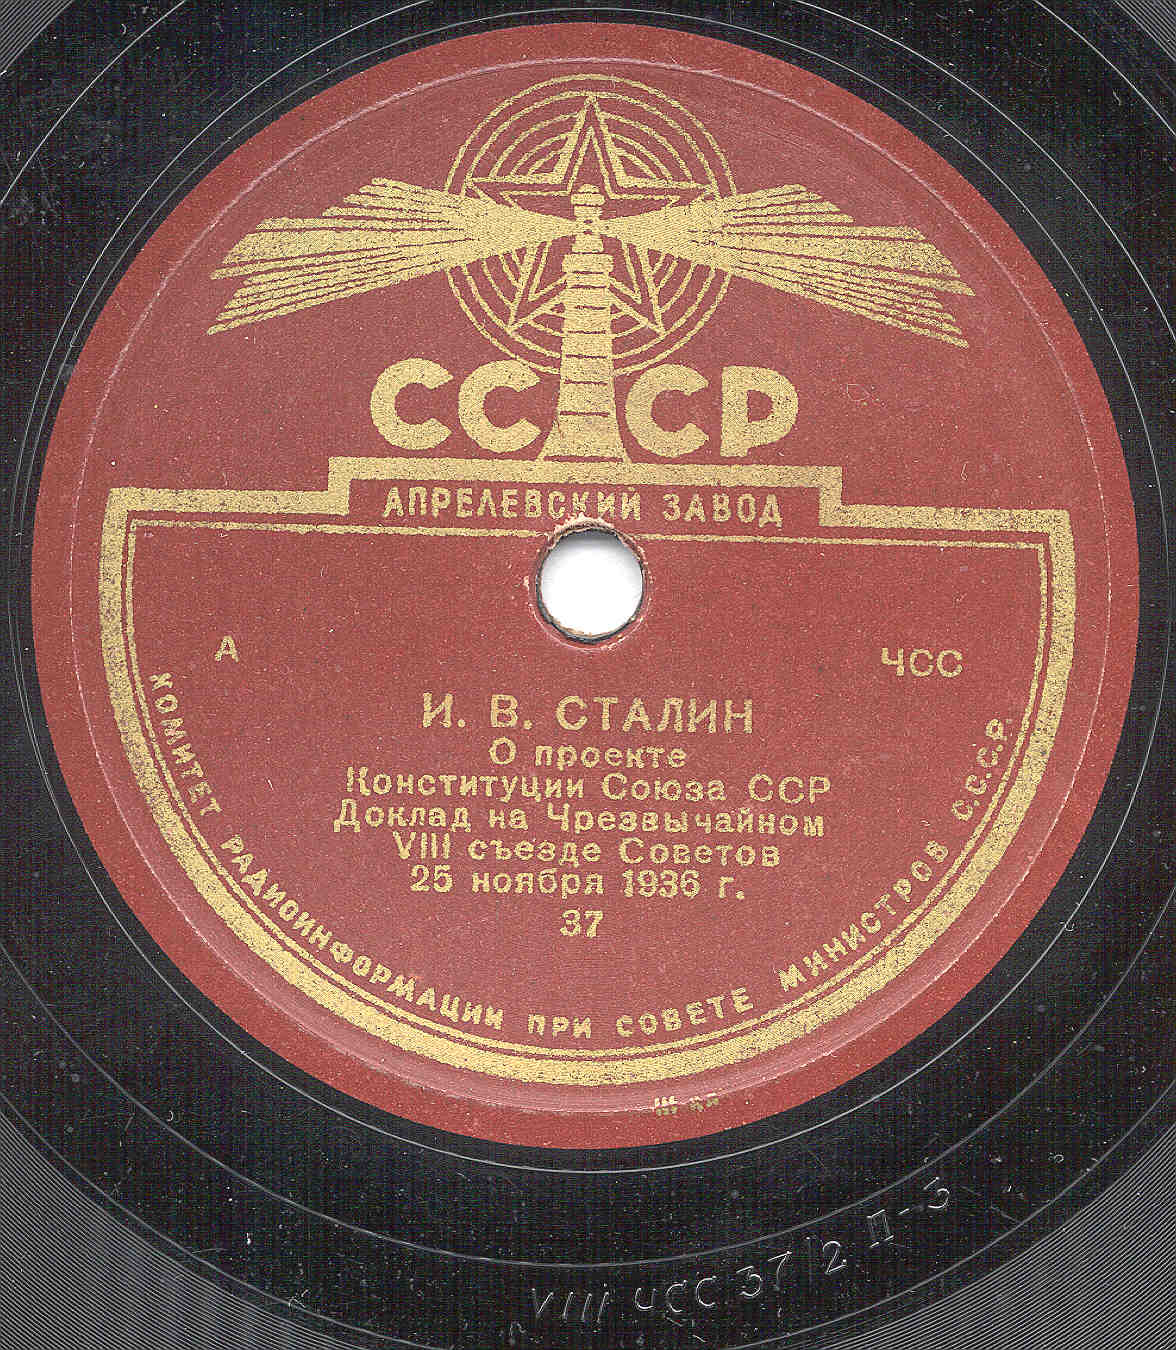 СССР
АПРЕЛЕВСКИЙ ЗАВОД
А
ЧСС
И. В. СТАЛИН
О проекте
Конституции Союза ССР
Доклад на Чрезвычайном
VIII съезде Советов
25 ноября 1936 г.
37
КОМИТЕТ РАДИОИНФОРМАЦИИ ПРИ СОВЕТЕ МИНИСТРОВ С.С.С.Р.
VIII ЧСС 37/2 П-3